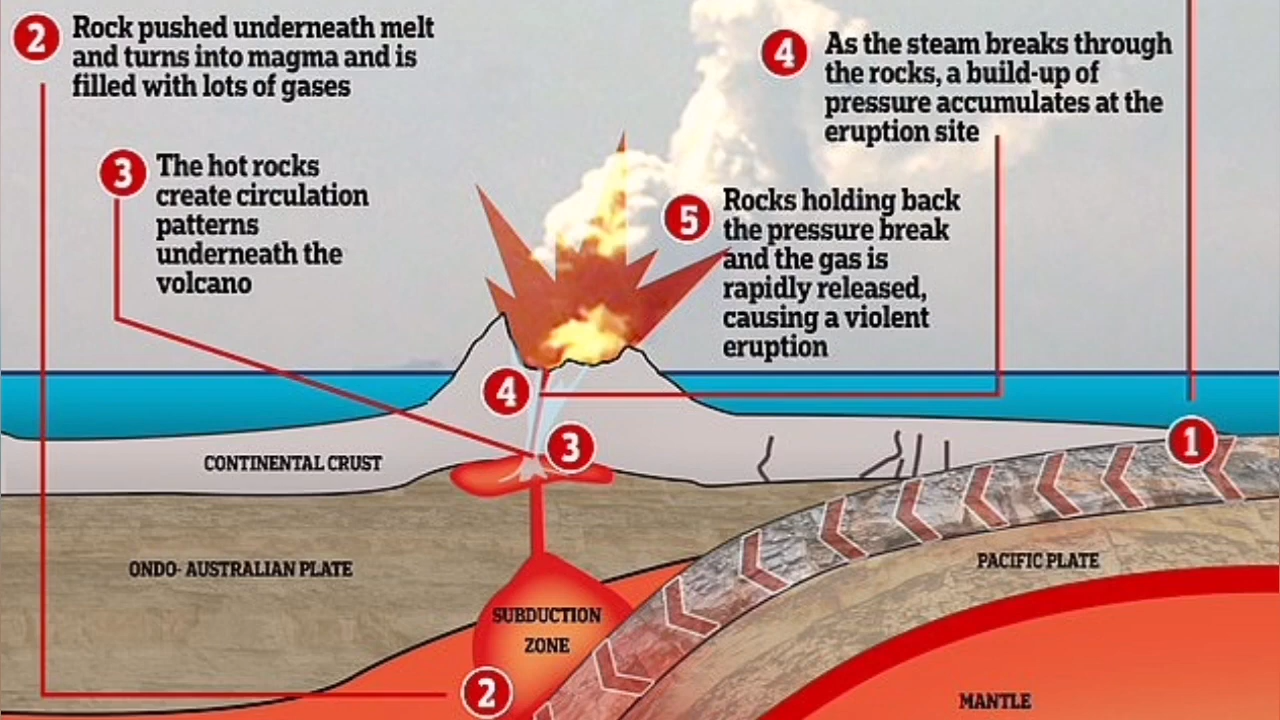 2
Rock pushed underneath melt
and turns into magma and is
filled with lots of gases
3
The hot rocks
create circulation
patterns
underneath the
volcano
4
As the steam breaks through
the rocks, a build-up of
pressure accumulates at the
eruption site
5
Rocks holding back
the pressure break
and the gas is
rapidly released,
causing a violent
eruption
4
3
1
CONTINENTAL CRUST
ONDO- AUSTRALIAN PLATE
PACIFIC PLATE
SUBDUCTION
ZONE
2
MANTLE